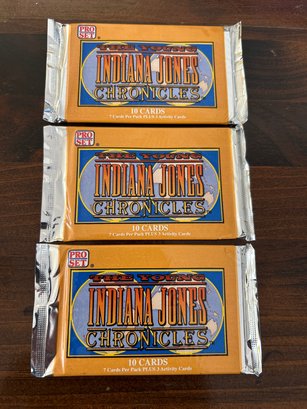 PRO
SET
THE YOUNG
INDIANA JONES
CHRONICLES
10 CARDS
7 Cards Per Pack PLUS 3 Activity Cards
PRO
SET
THE YOUNG
INDIANA JONES
CHRONICLES
10 CARDS
7 Cards Per Pack PLUS 3 Activity Cards
PRO
SET
THE YOUNG
INDIANA JONES
CHRONICLES
10 CARDS
7 Cards Per Pack PLUS 3 Activity Cards